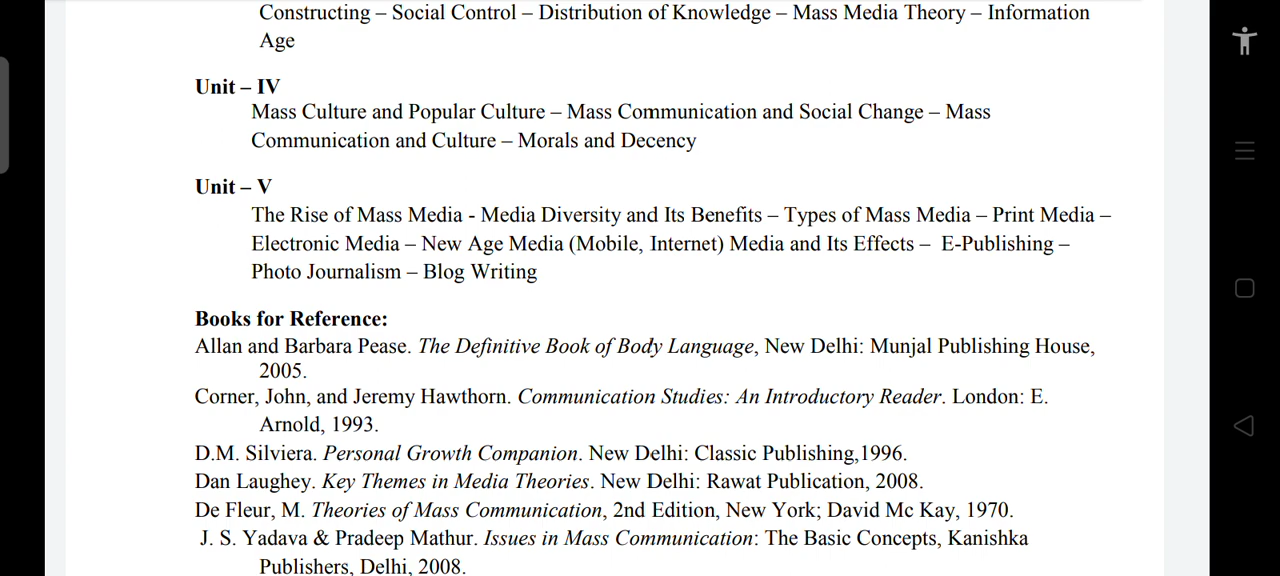 Constructing – Social Control – Distribution of Knowledge – Mass Media Theory – Information
Age
Unit – IV
Mass Culture and Popular Culture – Mass Communication and Social Change – Mass
Communication and Culture – Morals and Decency
Unit – V
The Rise of Mass Media - Media Diversity and Its Benefits – Types of Mass Media – Print Media –
Electronic Media – New Age Media (Mobile, Internet) Media and Its Effects –  E-Publishing –
Photo Journalism – Blog Writing
Books for Reference:
Allan and Barbara Pease. The Definitive Book of Body Language, New Delhi: Munjal Publishing House,
2005.
Corner, John, and Jeremy Hawthorn. Communication Studies: An Introductory Reader. London: E.
Arnold, 1993.
D.M. Silviera. Personal Growth Companion. New Delhi: Classic Publishing,1996.
Dan Laughey. Key Themes in Media Theories. New Delhi: Rawat Publication, 2008.
De Fleur, M. Theories of Mass Communication, 2nd Edition, New York; David Mc Kay, 1970.
J. S. Yadava & Pradeep Mathur. Issues in Mass Communication: The Basic Concepts, Kanishka
Publishers, Delhi, 2008.